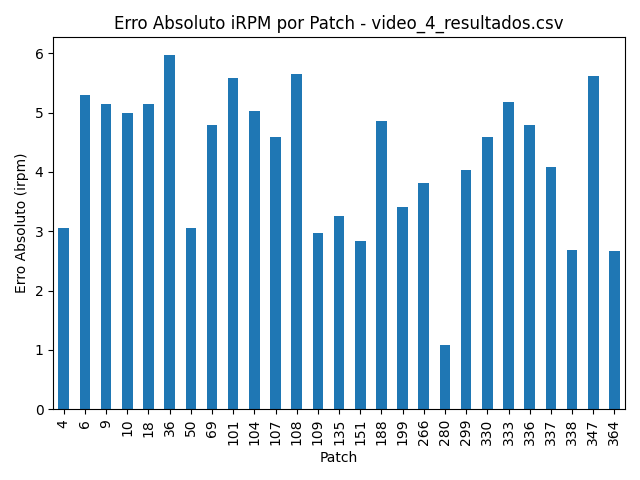 Erro Absoluto iRPM por Patch - video_4_resultados.csv
Erro Absoluto (irpm)
6
5
4
3
2
1
0
4 6 9 10 18 36 50 69 101 104 107 108 109 135 151 188 199 266 280 299 330 333 336 337 338 347 364
Patch